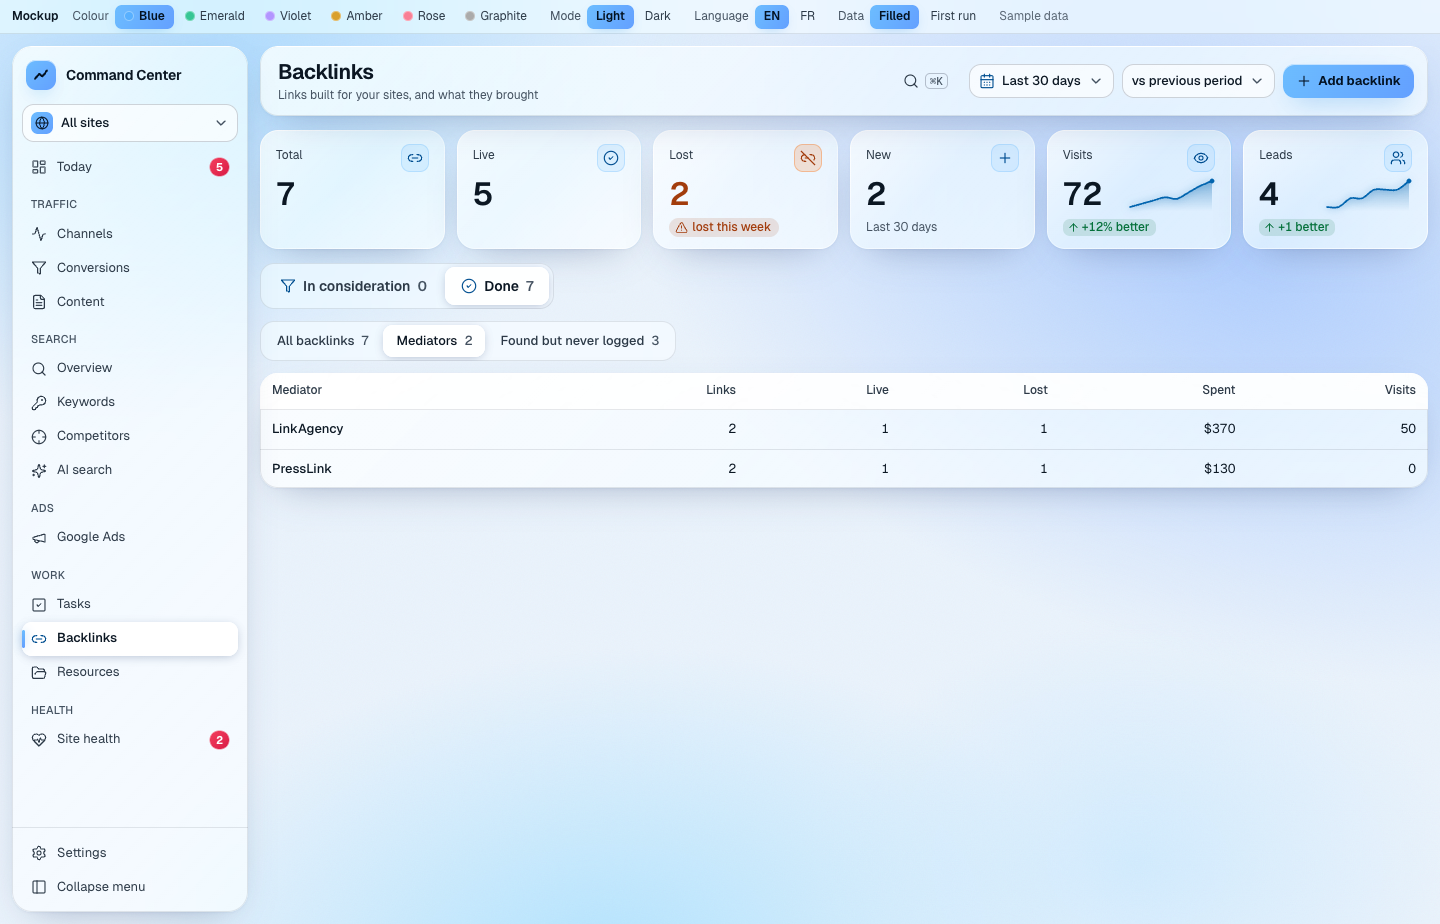 Mockup Colour Blue Emerald Violet Amber Rose Graphite Mode Light Dark Language EN FR Data Filled First run Sample data
Command Center
All sites
Today 5
TRAFFIC
Channels
Conversions
Content
SEARCH
Overview
Keywords
Competitors
AI search
ADS
Google Ads
WORK
Tasks
Backlinks
Resources
HEALTH
Site health 2
Settings
Collapse menu
Backlinks
Links built for your sites, and what they brought
⌘K Last 30 days vs previous period Add backlink
Total
7
Live
5
Lost
2
lost this week
New
2
Last 30 days
Visits
72
↑ +12% better
Leads
4
↑ +1 better
In consideration 0 Done 7
All backlinks 7 Mediators 2 Found but never logged 3
Mediator Links Live Lost Spent Visits
LinkAgency 2 1 1 $370 50
PressLink 2 1 1 $130 0